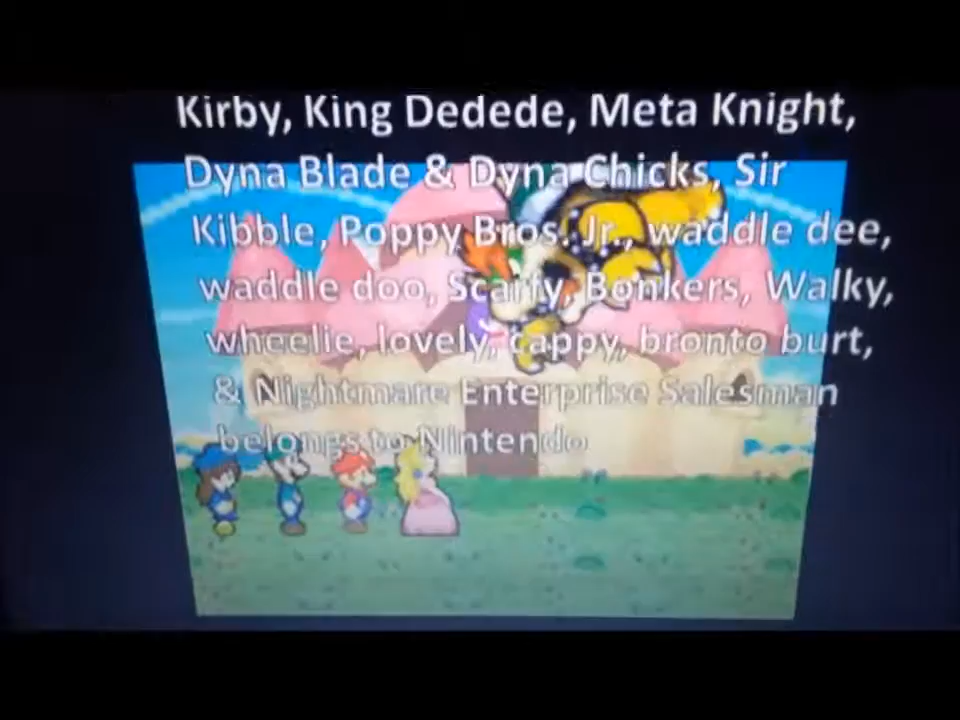 Kirby, King Dedede, Meta Knight,
Dyna Blade & Dyna Chicks, Sir
Kibble, Poppy Bros. Jr., waddle dee,
waddle doo, Scarfy, Bonkers, Walky,
wheelie, lovely, cappy, bronto burt,
& Nightmare Enterprise Salesman
belongs to Nintendo